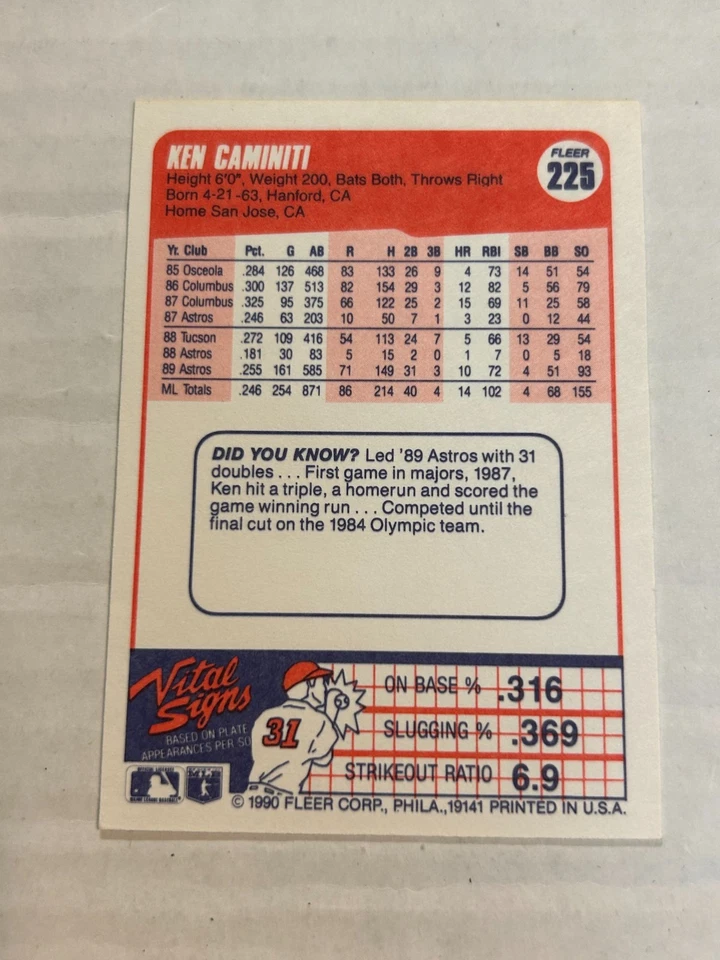 KEN CAMINITI
Height 6'0", Weight 200, Bats Both, Throws Right
Born 4-21-63, Hanford, CA
Home San Jose, CA
FLEER
225
Yr. Club Pct. G AB R H 2B 3B HR RBI SB BB SO
85 Osceola .284 126 468 83 133 26 9 4 73 14 51 54
86 Columbus .300 137 513 82 154 29 3 12 82 5 56 79
87 Columbus .325 95 375 66 122 25 2 15 69 11 25 58
87 Astros .246 63 203 10 50 7 1 3 23 0 12 44
88 Tucson .272 109 416 54 113 24 7 5 66 13 29 54
88 Astros .181 30 83 5 15 2 0 1 7 0 5 18
89 Astros .255 161 585 71 149 31 3 10 72 4 51 93
ML Totals .246 254 871 86 214 40 4 14 102 4 68 155
DID YOU KNOW? Led '89 Astros with 31
doubles . . . First game in majors, 1987,
Ken hit a triple, a homerun and scored the
game winning run . . . Competed until the
final cut on the 1984 Olympic team.
Vital
Signs
BASED ON PLATE
APPEARANCES PER SO
31
ON BASE % .316
SLUGGING % .369
STRIKEOUT RATIO 6.9
© 1990 FLEER CORP., PHILA.,19141 PRINTED IN U.S.A.